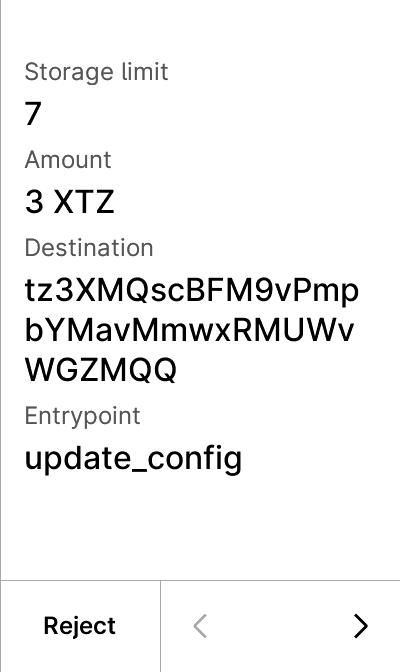 Storage limit
7
Amount
3 XTZ
Destination
tz3XMQscBFM9vPmp
bYMavMmwxRMUWv
WGZMQQ
Entrypoint
update_config
Reject